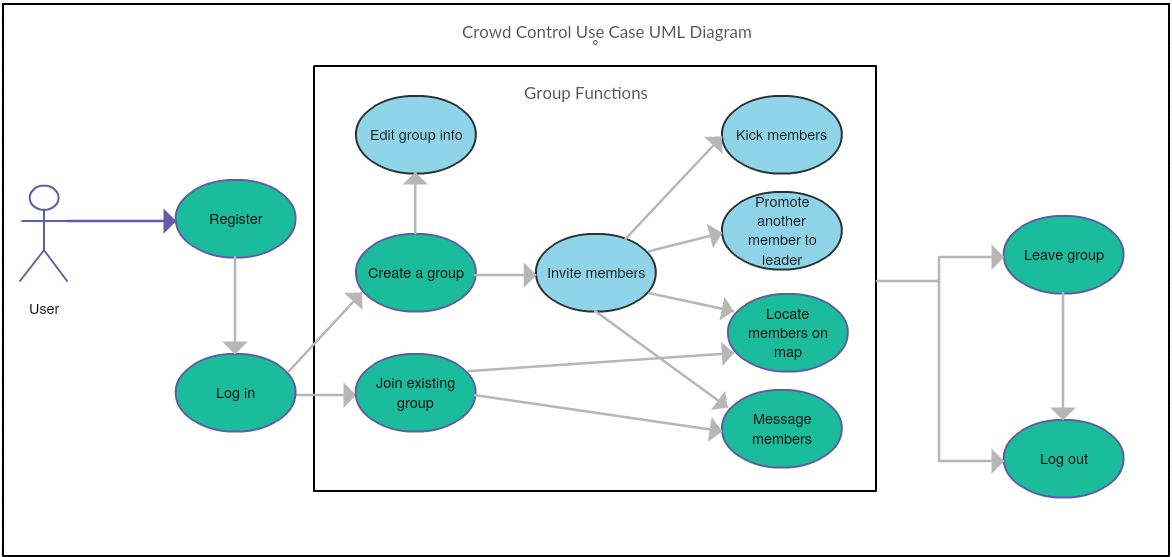 Crowd Control Use Case UML Diagram
Group Functions
Edit group info
Kick members
Register
Promote
another
member to
leader
User
Create a group
Invite members
Leave group
Locate
members on
map
Log in
Join existing
group
Message
members
Log out